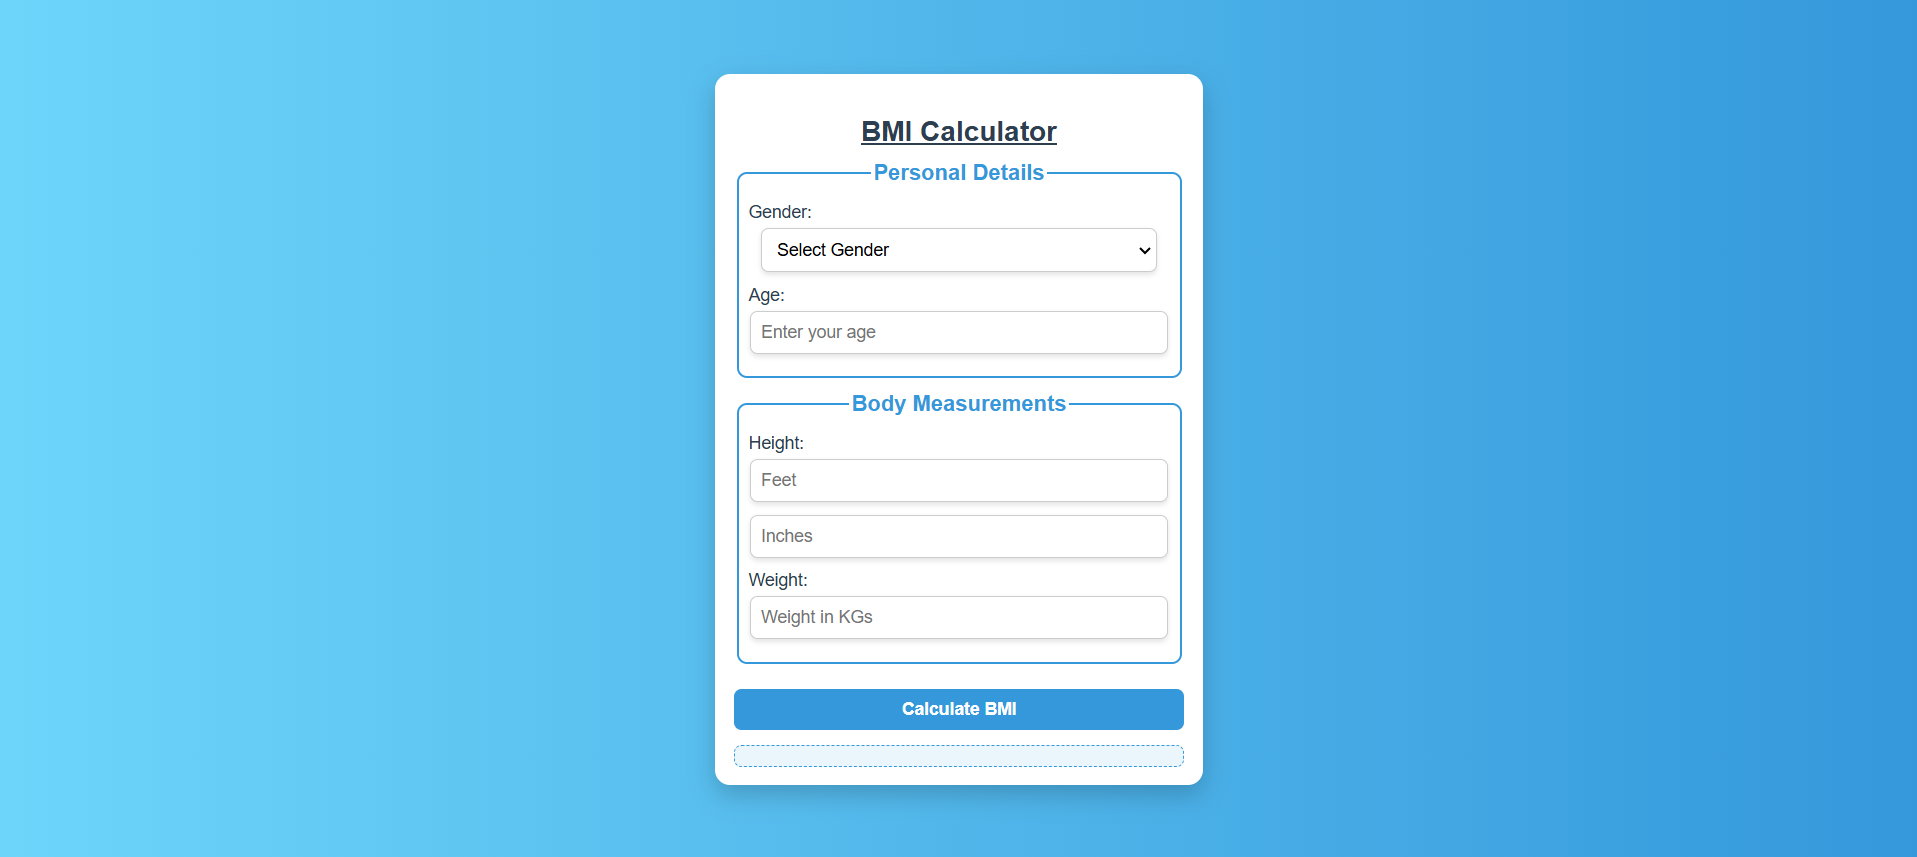 BMI Calculator
Personal Details
Gender:
Select Gender
Age:
Enter your age
Body Measurements
Height:
Feet
Inches
Weight:
Weight in KGs
Calculate BMI